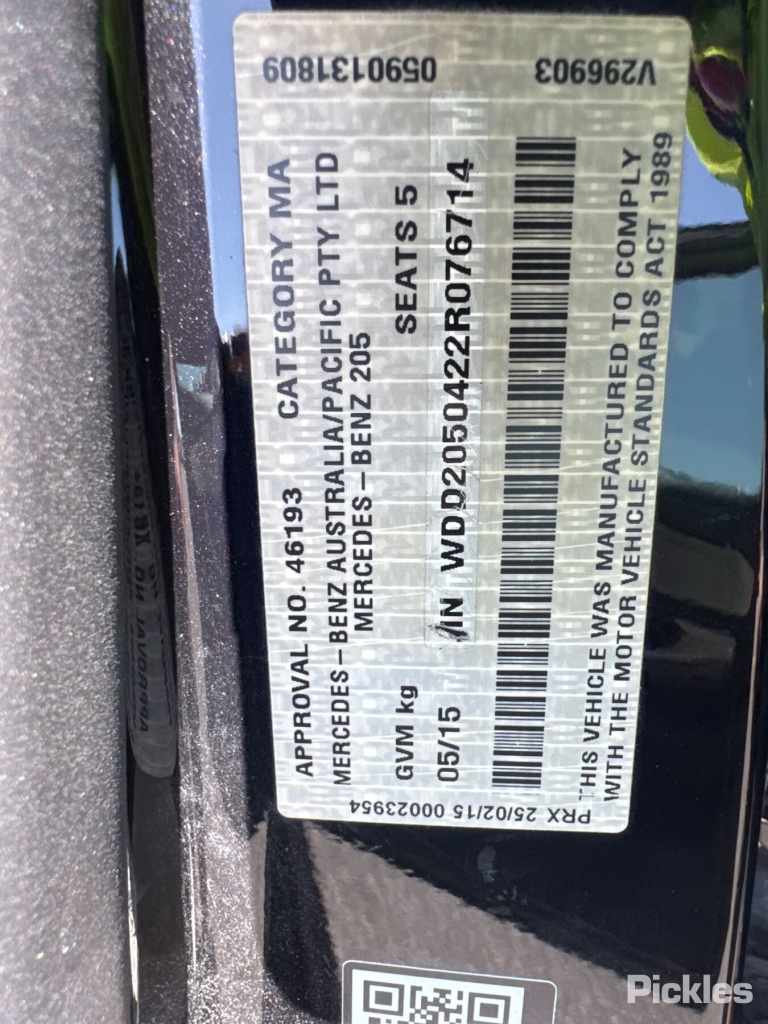 V296903
0590131809
APPROVAL NO. 46193 CATEGORY MA
MERCEDES-BENZ AUSTRALIA/PACIFIC PTY LTD
MERCEDES-BENZ 205
GVM kg SEATS 5
05/15
VIN WDD2050422R076714
THIS VEHICLE WAS MANUFACTURED TO COMPLY
WITH THE MOTOR VEHICLE STANDARDS ACT 1989
PRX 25/02/15 00023954
Pickles